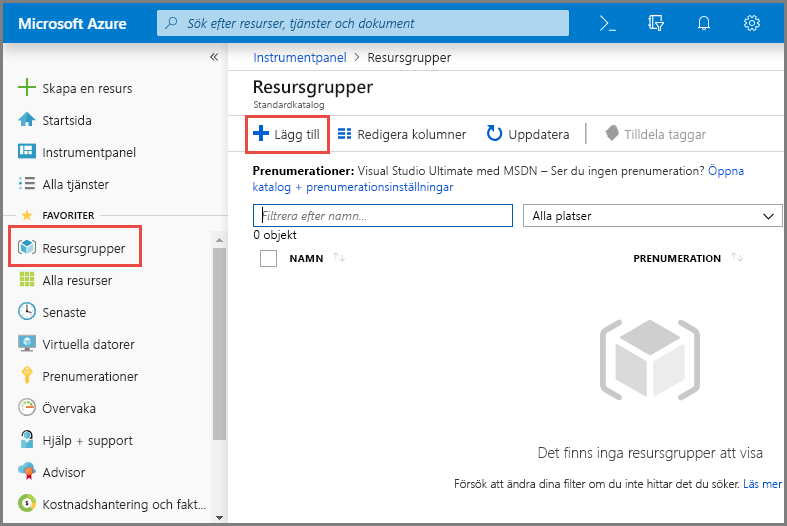 Microsoft Azure
Sök efter resurser, tjänster och dokument
Skapa en resurs
Startsida
Instrumentpanel
Alla tjänster
FAVORITER
Resursgrupper
Alla resurser
Senaste
Virtuella datorer
Prenumerationer
Övervaka
Hjälp + support
Advisor
Kostnadshantering och fakt...
Instrumentpanel > Resursgrupper
Resursgrupper
Standardkatalog
Lägg till Redigera kolumner Uppdatera Tilldela taggar
Prenumerationer: Visual Studio Ultimate med MSDN – Ser du ingen prenumeration? Öppna
katalog + prenumerationsinställningar
Filtrera efter namn... Alla platser
0 objekt
NAMN PRENUMERATION
Det finns inga resursgrupper att visa
Försök att ändra dina filter om du inte hittar det du söker. Läs mer